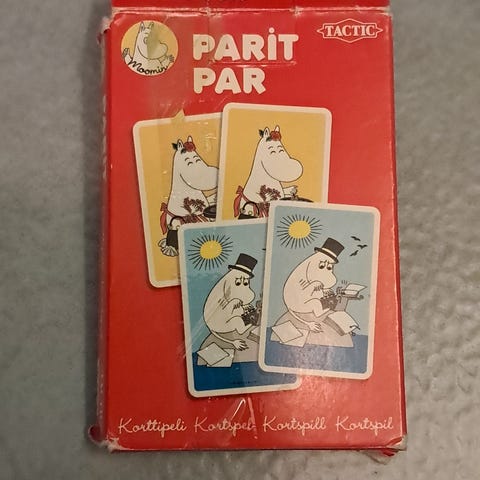 Moomin
PARIT
PAR
TACTIC
Korttipeli Kortspel Kortspill Kortspil